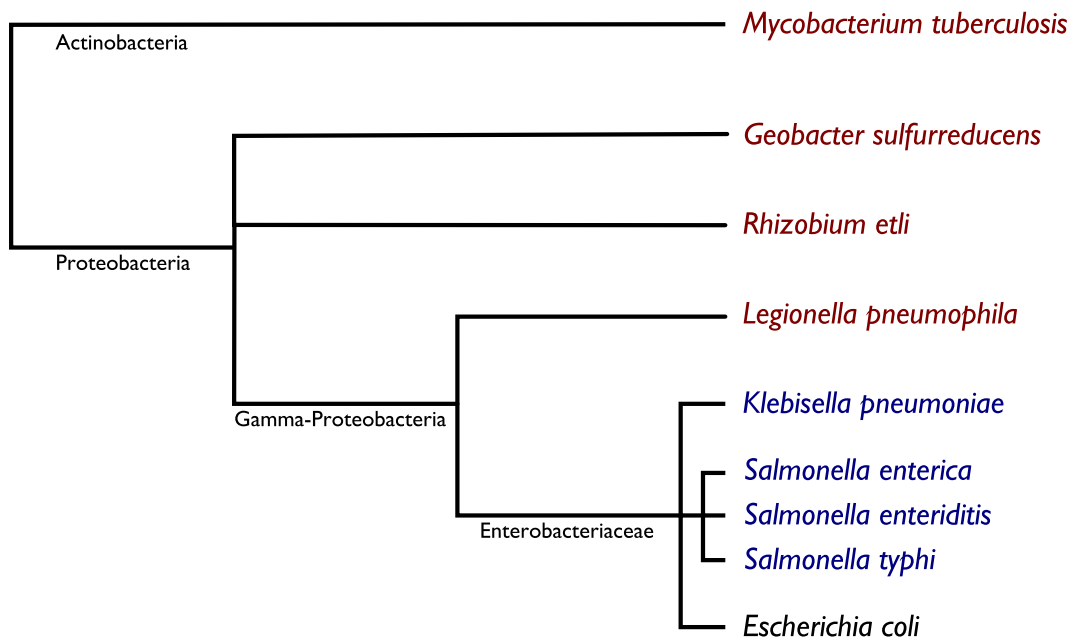 Mycobacterium tuberculosis
Actinobacteria
Geobacter sulfurreducens
Rhizobium etli
Proteobacteria
Legionella pneumophila
Klebisella pneumoniae
Gamma-Proteobacteria
Salmonella enterica
Salmonella enteriditis
Enterobacteriaceae
Salmonella typhi
Escherichia coli